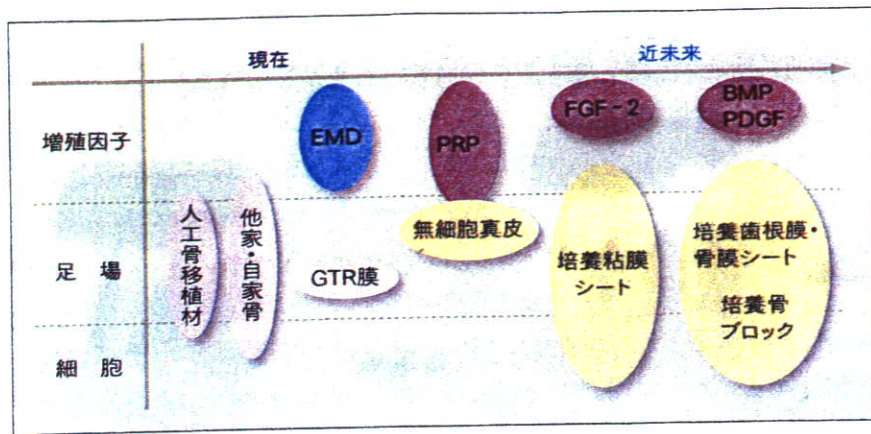 現在
近未来
増殖因子
EMD
PRP
FGF-2
BMP
PDGF
足 場
人工骨移植材
他家・自家骨
GTR膜
無細胞真皮
培養粘膜
シート
培養歯根膜・
骨膜シート
培養骨
ブロック
細 胞